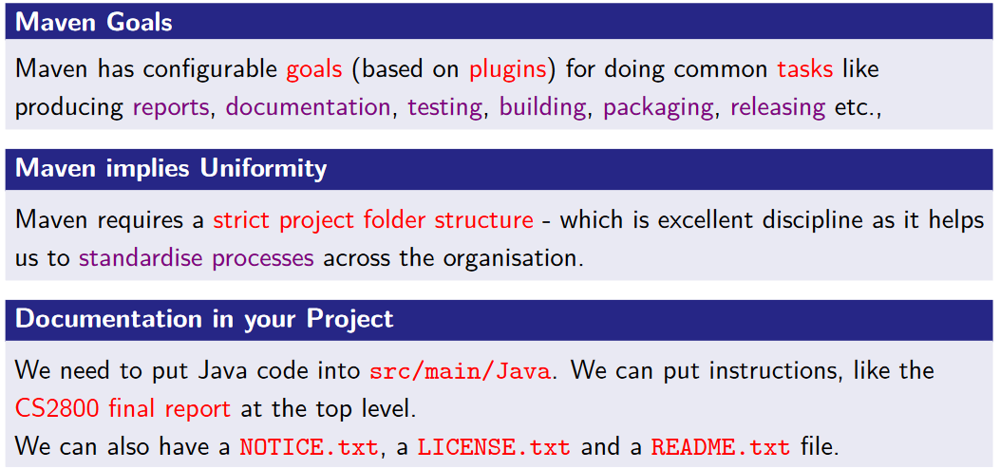 Maven Goals
Maven has configurable goals (based on plugins) for doing common tasks like
producing reports, documentation, testing, building, packaging, releasing etc.,
Maven implies Uniformity
Maven requires a strict project folder structure - which is excellent discipline as it helps
us to standardise processes across the organisation.
Documentation in your Project
We need to put Java code into src/main/Java. We can put instructions, like the
CS2800 final report at the top level.
We can also have a NOTICE.txt, a LICENSE.txt and a README.txt file.